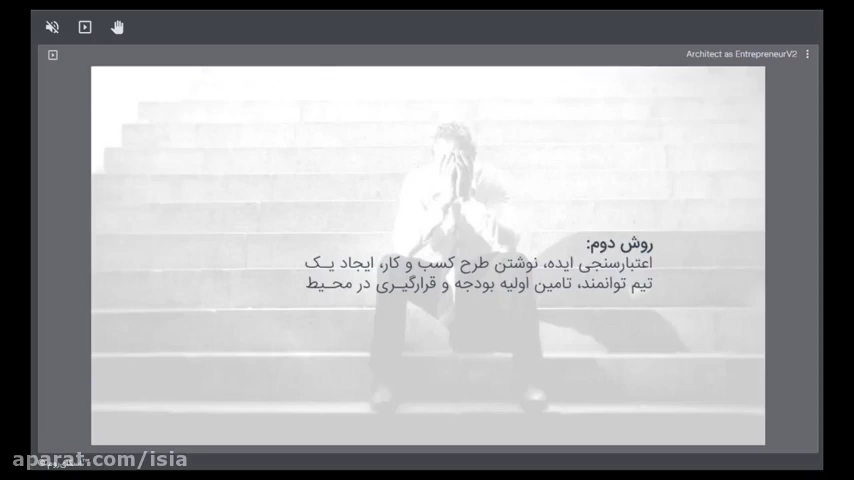 Architect as EntrepreneurV2
روش دوم:
اعتبارسنجی ایده، نوشتن طرح کسب و کار، ایجاد یک
تیم توانمند، تامین اولیه بودجه و قرارگیری در محیط
aparat.com/isia